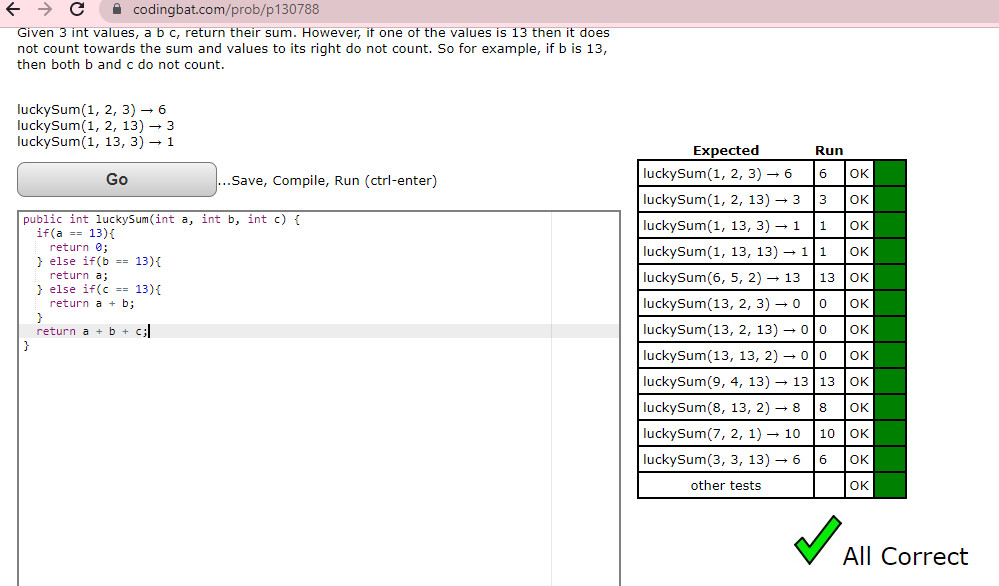 codingbat.com/prob/p130788
Given 3 int values, a b c, return their sum. However, if one of the values is 13 then it does
not count towards the sum and values to its right do not count. So for example, if b is 13,
then both b and c do not count.
luckySum(1, 2, 3) → 6
luckySum(1, 2, 13) → 3
luckySum(1, 13, 3) → 1
Go
...Save, Compile, Run (ctrl-enter)
public int luckySum(int a, int b, int c) {
if(a == 13){
return 0;
} else if(b == 13){
return a;
} else if(c == 13){
return a + b;
}
return a + b + c;
}
Expected Run
luckySum(1, 2, 3) → 6 6 OK
luckySum(1, 2, 13) → 3 3 OK
luckySum(1, 13, 3) → 1 1 OK
luckySum(1, 13, 13) → 1 1 OK
luckySum(6, 5, 2) → 13 13 OK
luckySum(13, 2, 3) → 0 0 OK
luckySum(13, 2, 13) → 0 0 OK
luckySum(13, 13, 2) → 0 0 OK
luckySum(9, 4, 13) → 13 13 OK
luckySum(8, 13, 2) → 8 8 OK
luckySum(7, 2, 1) → 10 10 OK
luckySum(3, 3, 13) → 6 6 OK
other tests OK
All Correct